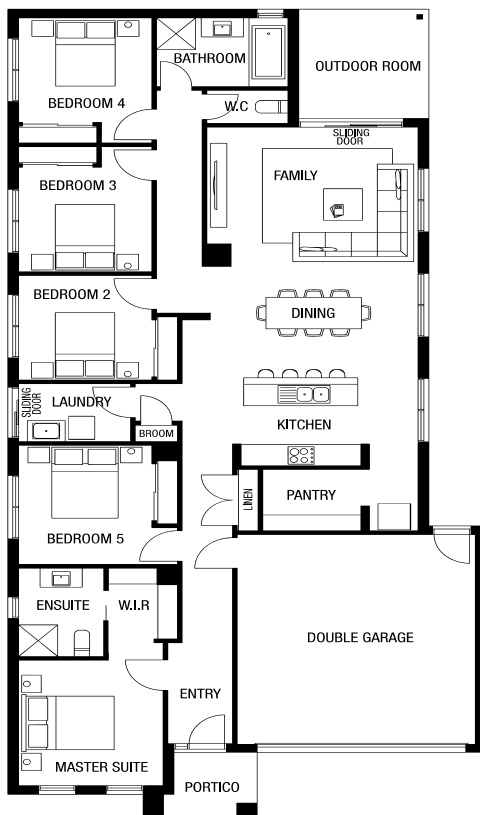 BATHROOM
OUTDOOR ROOM
BEDROOM 4
W.C
SLIDING
DOOR
BEDROOM 3
FAMILY
BEDROOM 2
DINING
SLIDING
DOOR
LAUNDRY
BROOM
KITCHEN
LINEN
PANTRY
BEDROOM 5
ENSUITE
W.I.R
DOUBLE GARAGE
ENTRY
MASTER SUITE
PORTICO